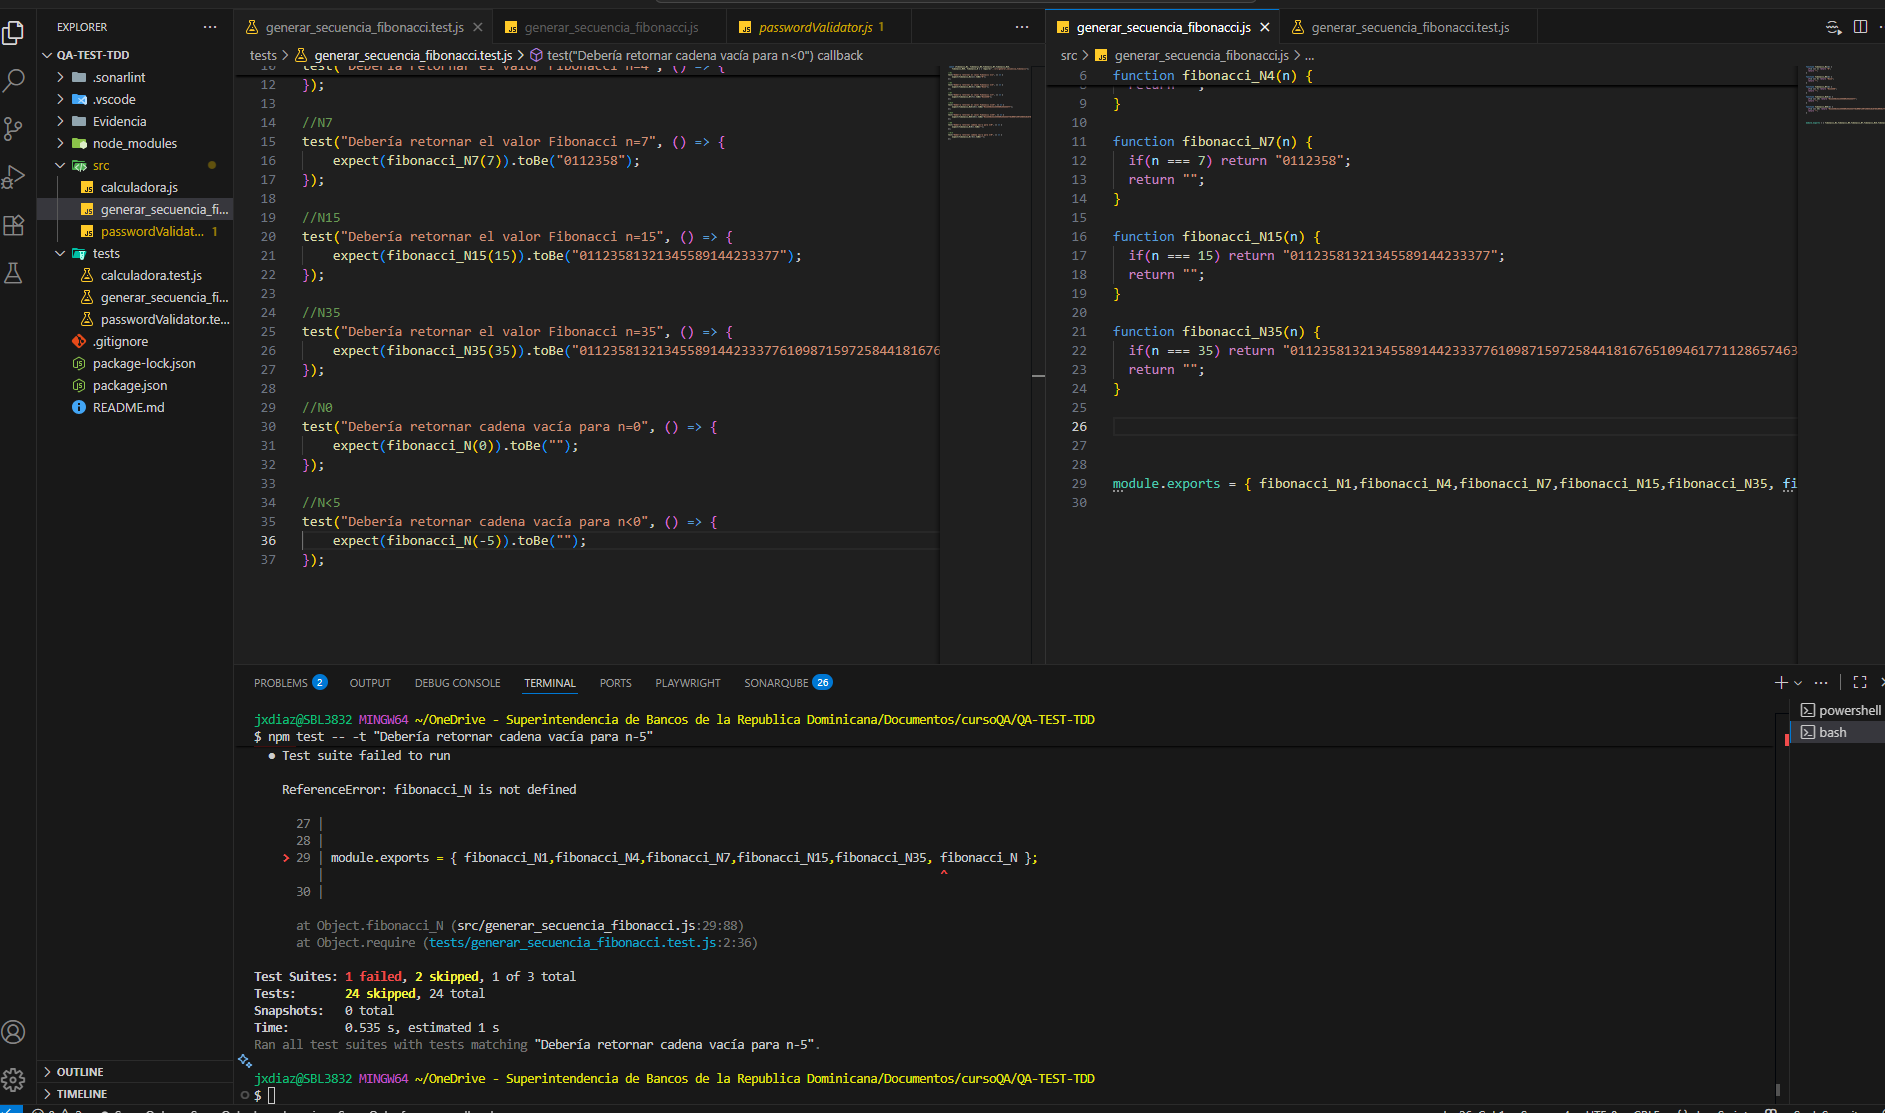 EXPLORER
QA-TEST-TDD
.sonarlint
.vscode
Evidencia
node_modules
src
calculadora.js
generar_secuencia_fi...
passwordValidat... 1
tests
calculadora.test.js
generar_secuencia_fi...
passwordValidator.te...
.gitignore
package-lock.json
package.json
README.md
OUTLINE
TIMELINE
generar_secuencia_fibonacci.test.js
generar_secuencia_fibonacci.js
passwordValidator.js 1
tests > generar_secuencia_fibonacci.test.js > test("Debería retornar cadena vacía para n<0") callback
12 });
13
14 //N7
15 test("Debería retornar el valor Fibonacci n=7", () => {
16 expect(fibonacci_N7(7)).toBe("0112358");
17 });
18
19 //N15
20 test("Debería retornar el valor Fibonacci n=15", () => {
21 expect(fibonacci_N15(15)).toBe("01123581321345589144233377");
22 });
23
24 //N35
25 test("Debería retornar el valor Fibonacci n=35", () => {
26 expect(fibonacci_N35(35)).toBe("01123581321345589144233377610987159725844181676
27 });
28
29 //N0
30 test("Debería retornar cadena vacía para n=0", () => {
31 expect(fibonacci_N(0)).toBe("");
32 });
33
34 //N<5
35 test("Debería retornar cadena vacía para n<0", () => {
36 expect(fibonacci_N(-5)).toBe("");
37 });
generar_secuencia_fibonacci.js
generar_secuencia_fibonacci.test.js
src > generar_secuencia_fibonacci.js > ...
6 function fibonacci_N4(n) {
9 }
10
11 function fibonacci_N7(n) {
12 if(n === 7) return "0112358";
13 return "";
14 }
15
16 function fibonacci_N15(n) {
17 if(n === 15) return "01123581321345589144233377";
18 return "";
19 }
20
21 function fibonacci_N35(n) {
22 if(n === 35) return "01123581321345589144233377610987159725844181676510946177112865746​3
23 return "";
24 }
25
26
27
28
29 module.exports = { fibonacci_N1,fibonacci_N4,fibonacci_N7,fibonacci_N15,fibonacci_N35, fi
30
PROBLEMS 2 OUTPUT DEBUG CONSOLE TERMINAL PORTS PLAYWRIGHT SONARQUBE 26
powershell
bash
jxdiaz@SBL3832 MINGW64 ~/OneDrive - Superintendencia de Bancos de la Republica Dominicana/Documentos/cursoQA/QA-TEST-TDD
$ npm test -- -t "Debería retornar cadena vacía para n-5"
● Test suite failed to run
ReferenceError: fibonacci_N is not defined
27 |
28 |
> 29 | module.exports = { fibonacci_N1,fibonacci_N4,fibonacci_N7,fibonacci_N15,fibonacci_N35, fibonacci_N };
| ^
30 |
at Object.fibonacci_N (src/generar_secuencia_fibonacci.js:29:88)
at Object.require (tests/generar_secuencia_fibonacci.test.js:2:36)
Test Suites: 1 failed, 2 skipped, 1 of 3 total
Tests: 24 skipped, 24 total
Snapshots: 0 total
Time: 0.535 s, estimated 1 s
Ran all test suites with tests matching "Debería retornar cadena vacía para n-5".
jxdiaz@SBL3832 MINGW64 ~/OneDrive - Superintendencia de Bancos de la Republica Dominicana/Documentos/cursoQA/QA-TEST-TDD
$